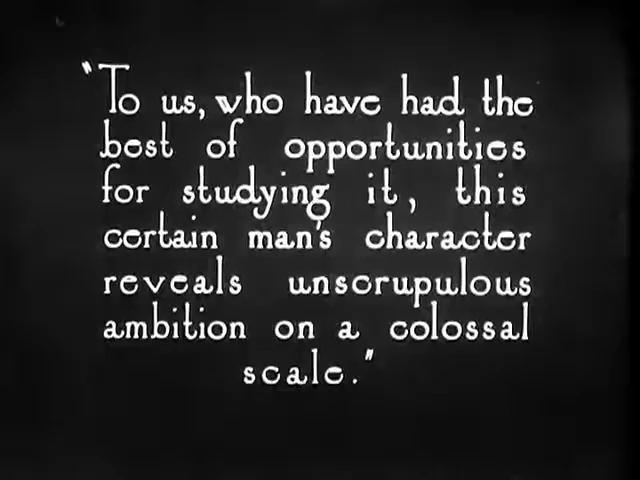 "To us, who have had the
best of opportunities
for studying it, this
certain man's character
reveals unscrupulous
ambition on a colossal
scale."